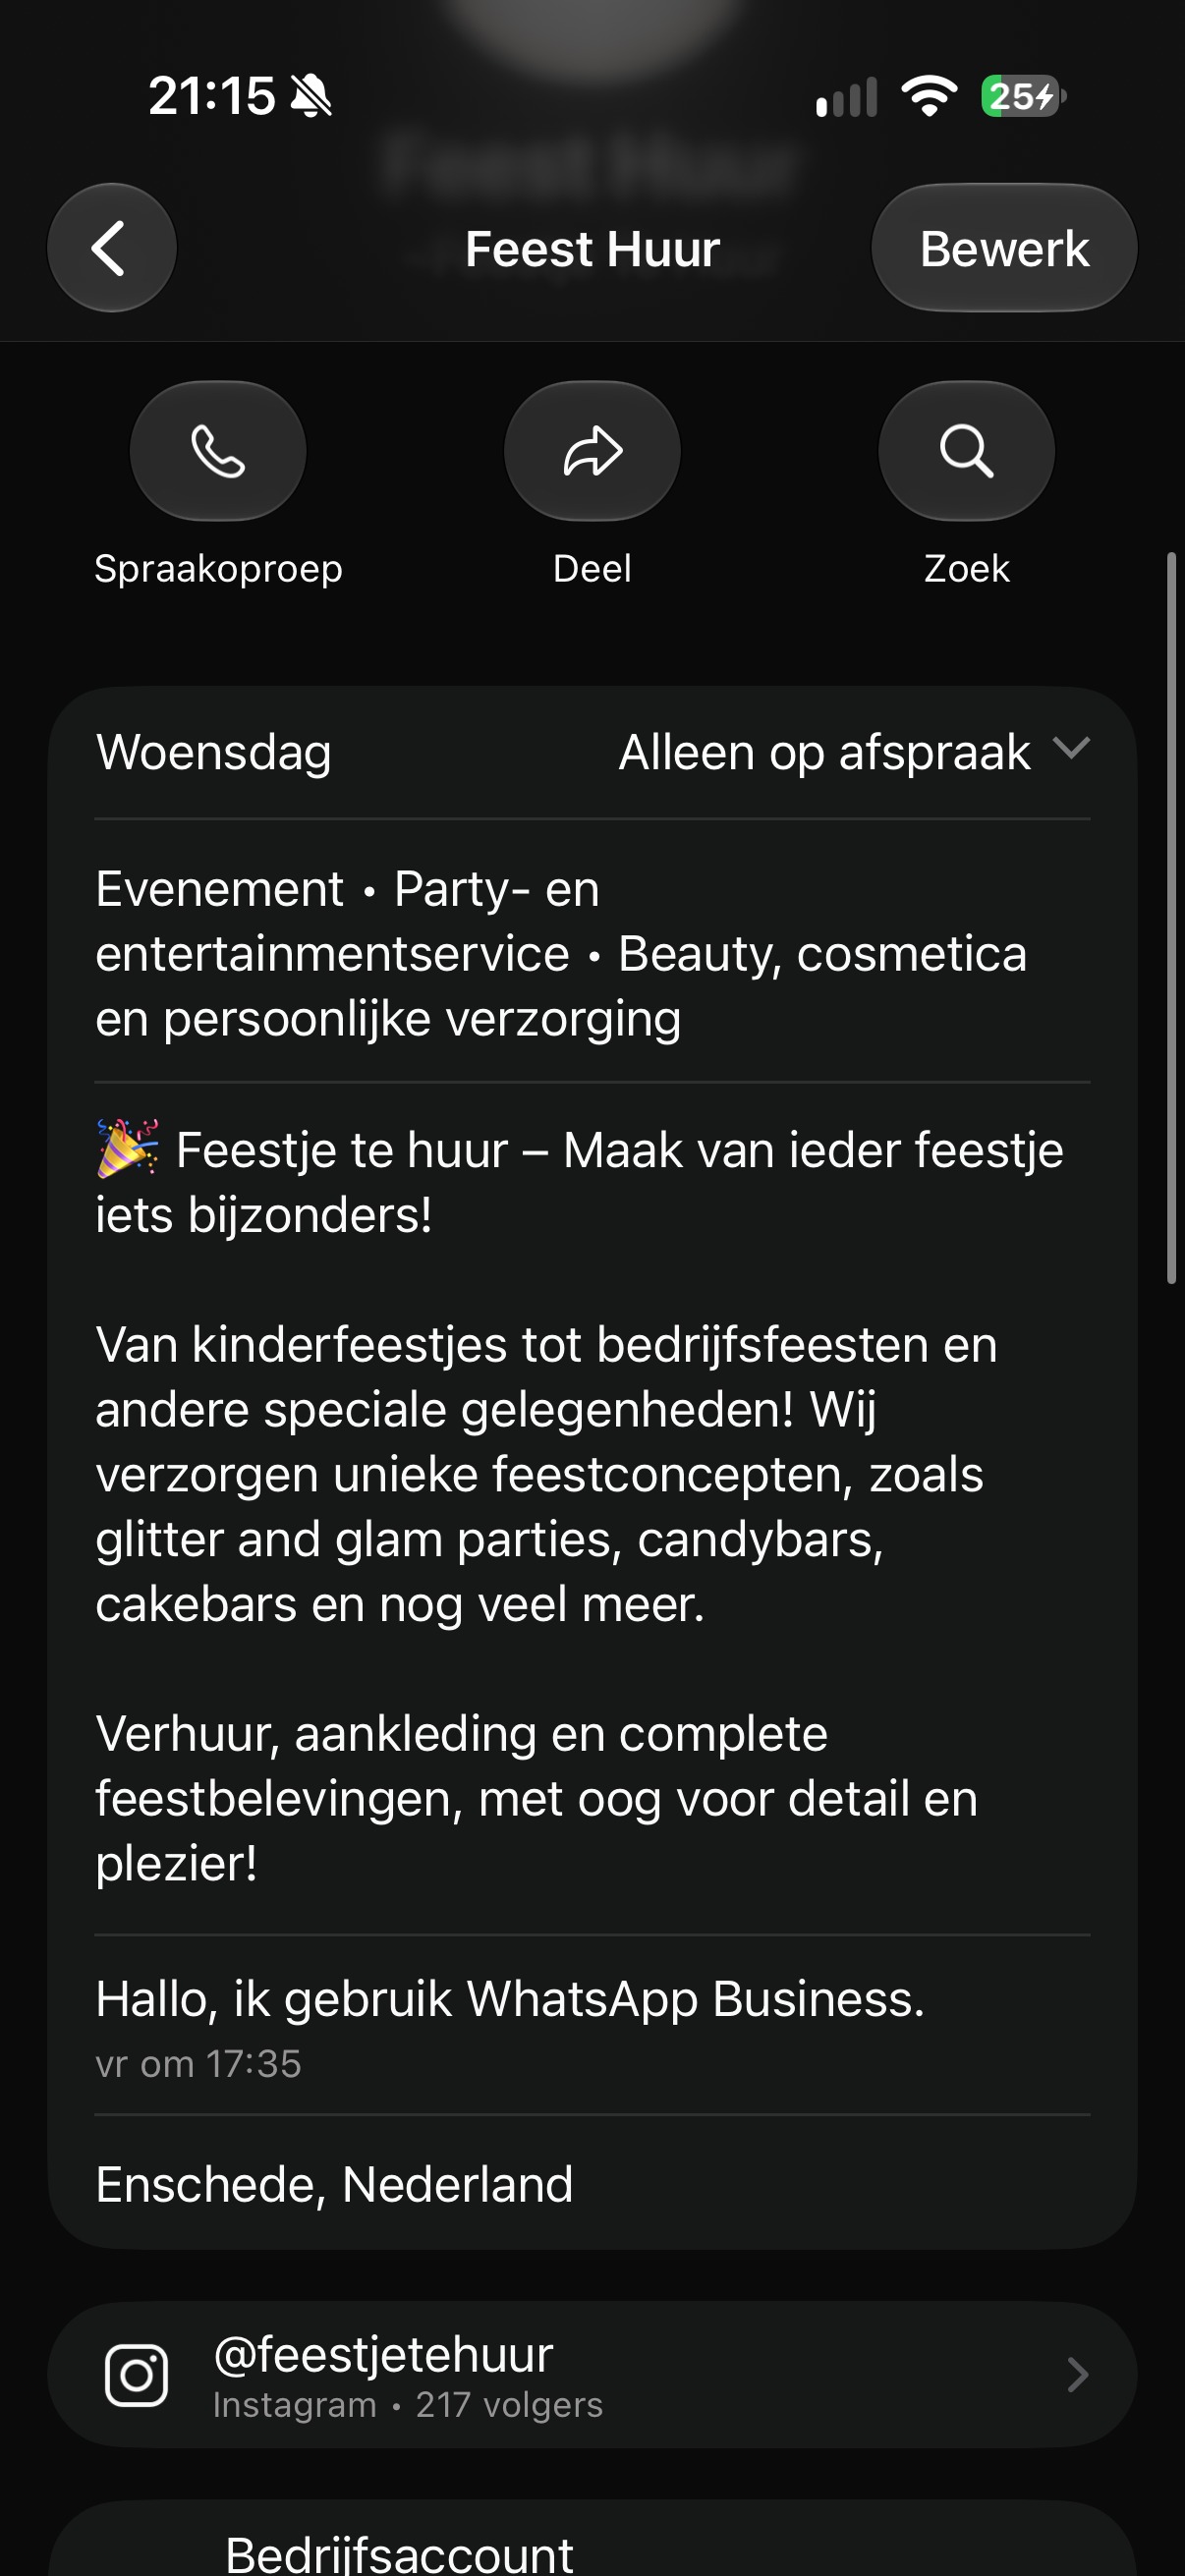 21:15
25
Feest Huur
Feest Huur
Bewerk
Spraakoproep
Deel
Zoek
Woensdag
Alleen op afspraak
Evenement • Party- en
entertainmentservice • Beauty, cosmetica
en persoonlijke verzorging
🎉 Feestje te huur – Maak van ieder feestje
iets bijzonders!
Van kinderfeestjes tot bedrijfsfeesten en
andere speciale gelegenheden! Wij
verzorgen unieke feestconcepten, zoals
glitter and glam parties, candybars,
cakebars en nog veel meer.
Verhuur, aankleding en complete
feestbelevingen, met oog voor detail en
plezier!
Hallo, ik gebruik WhatsApp Business.
vr om 17:35
Enschede, Nederland
@feestjetehuur
Instagram • 217 volgers
Bedrijfsaccount